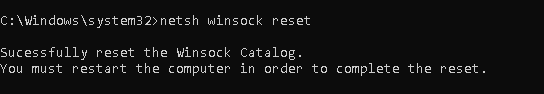 C:\Windows\system32>netsh winsock reset
Sucessfully reset the Winsock Catalog.
You must restart the computer in order to complete the reset.